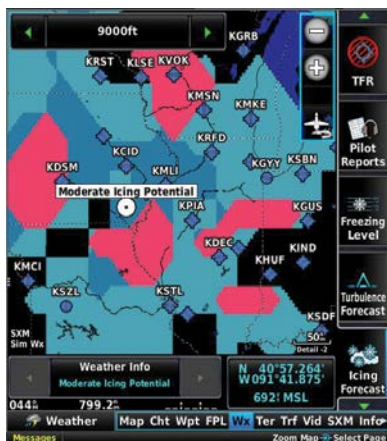 9000ft
KGRB
KRST
KLSE
KVOK
TFR
KMSN
KMKE
KRFD
KCID
Pilot
Reports
KDSM
KMLI
KGYY
KSBN
Moderate Icing Potential
KPIA
KGUS
Freezing
Level
KDEC
KIND
KMCI
KHUF
KSZL
KSTL
Turbulence
Forecast
KSDF
SXM
Sim Wx
50
Detail -2
Weather Info
Moderate Icing Potential
N 40°57.264'
W091°41.875'
692ft MSL
Icing
Forecast
044°
799.2
Weather
Map Cht Wpt FPL Wx Ter Trf Vid SXM Info
Messages
Zoom Map
Select Page